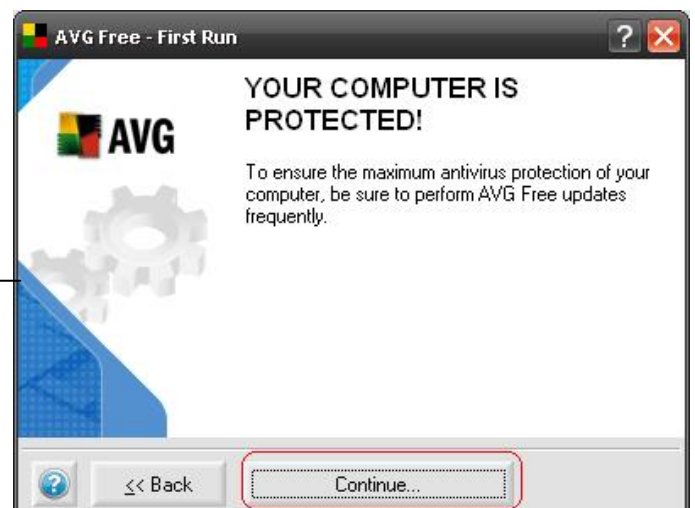 AVG Free - First Run
?
YOUR COMPUTER IS
PROTECTED!
AVG
To ensure the maximum antivirus protection of your
computer, be sure to perform AVG Free updates
frequently.
?
<< Back
Continue...